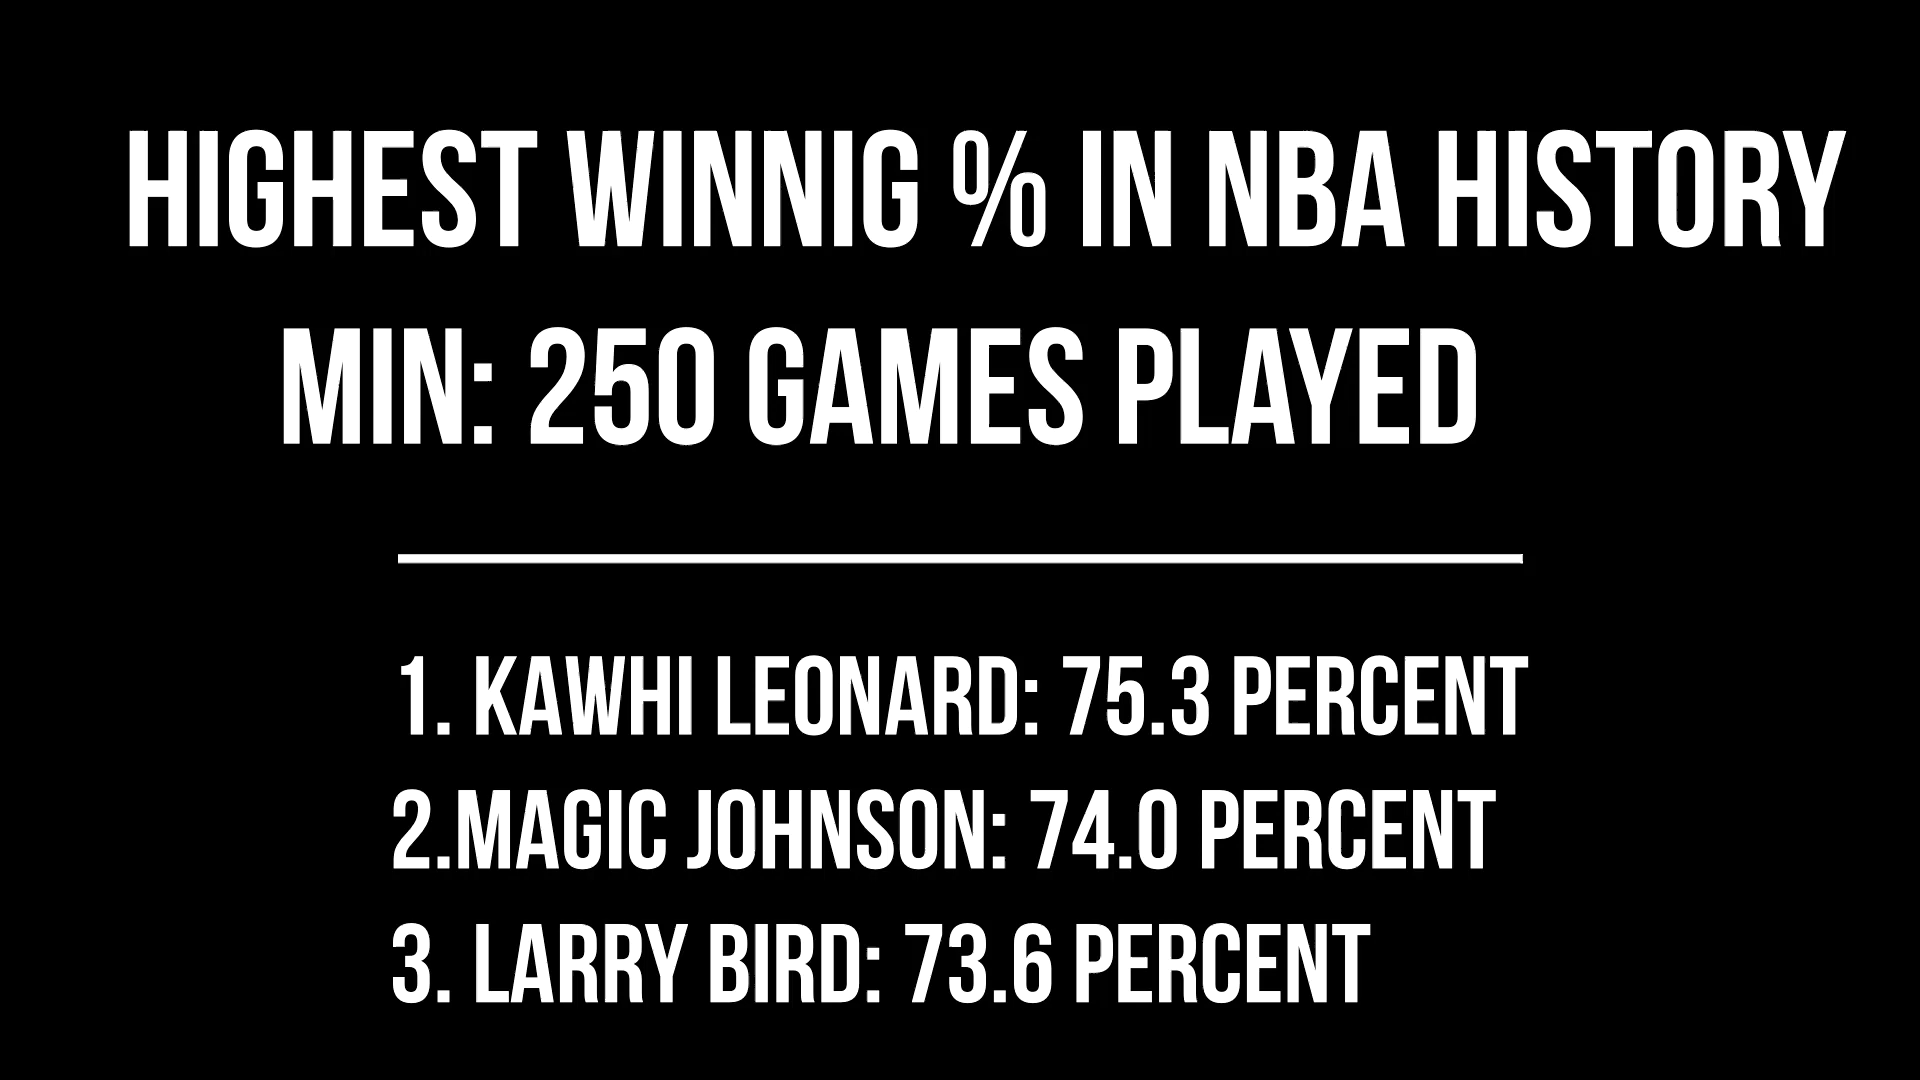 HIGHEST WINNIG % IN NBA HISTORY
MIN: 250 GAMES PLAYED
1. KAWHI LEONARD: 75.3 PERCENT
2.MAGIC JOHNSON: 74.0 PERCENT
3. LARRY BIRD: 73.6 PERCENT